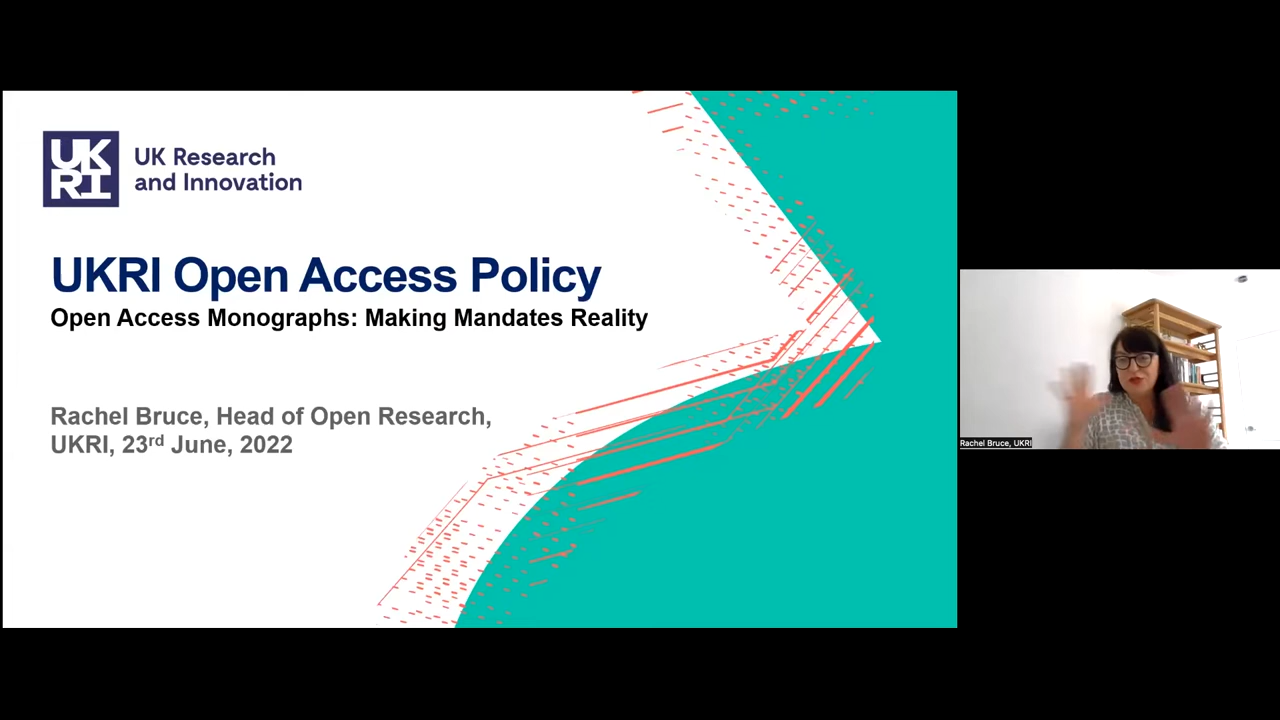 UK
RI
UK Research
and Innovation
UKRI Open Access Policy
Open Access Monographs: Making Mandates Reality
Rachel Bruce, Head of Open Research,
UKRI, 23rd June, 2022
Rachel Bruce, UKRI